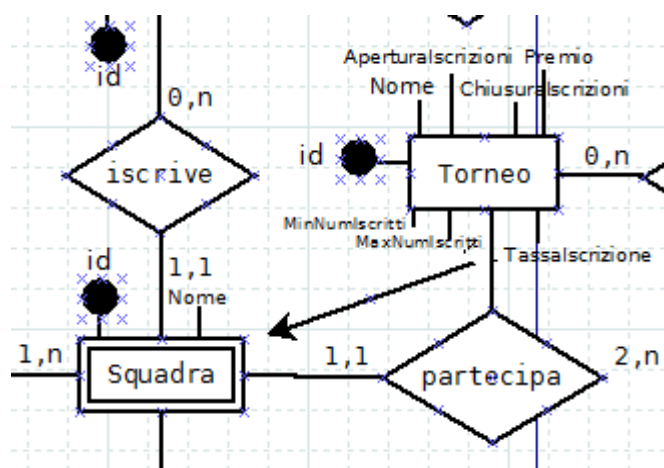 id
0,n
AperturaIscrizioni Premio
Nome ChiusuraIscrizioni
iscrive
id
Torneo
0,n
MinNumIscritti
MaxNumIscritti
TassaIscrizione
id
1,1
Nome
1,n
Squadra
1,1
partecipa
2,n